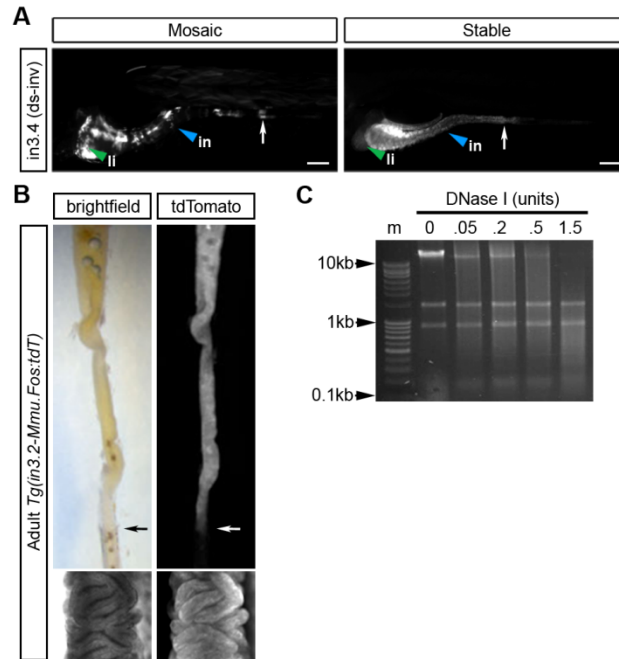 A
Mosaic
Stable
in3.4 (ds-inv)
li
in
li
in
B
brightfield
tdTomato
Adult Tg(in3.2-Mmu.Fos:tdT)
C
DNase I (units)
m 0 .05 .2 .5 1.5
10kb
1kb
0.1kb